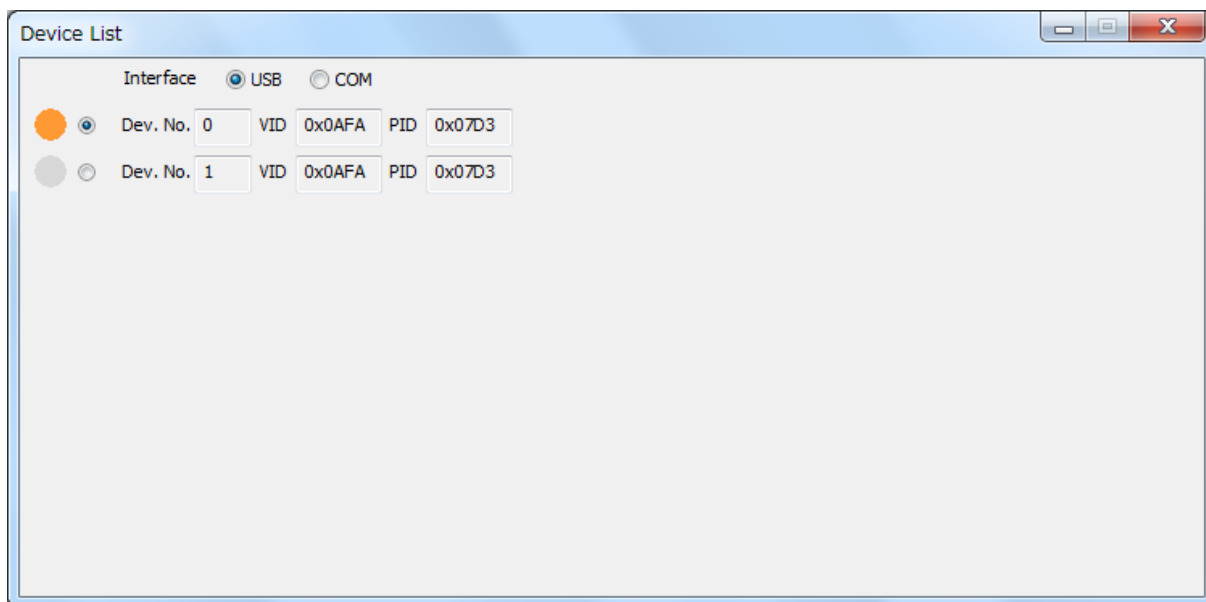 Device List
Interface USB COM
Dev. No. 0 VID 0x0AFA PID 0x07D3
Dev. No. 1 VID 0x0AFA PID 0x07D3